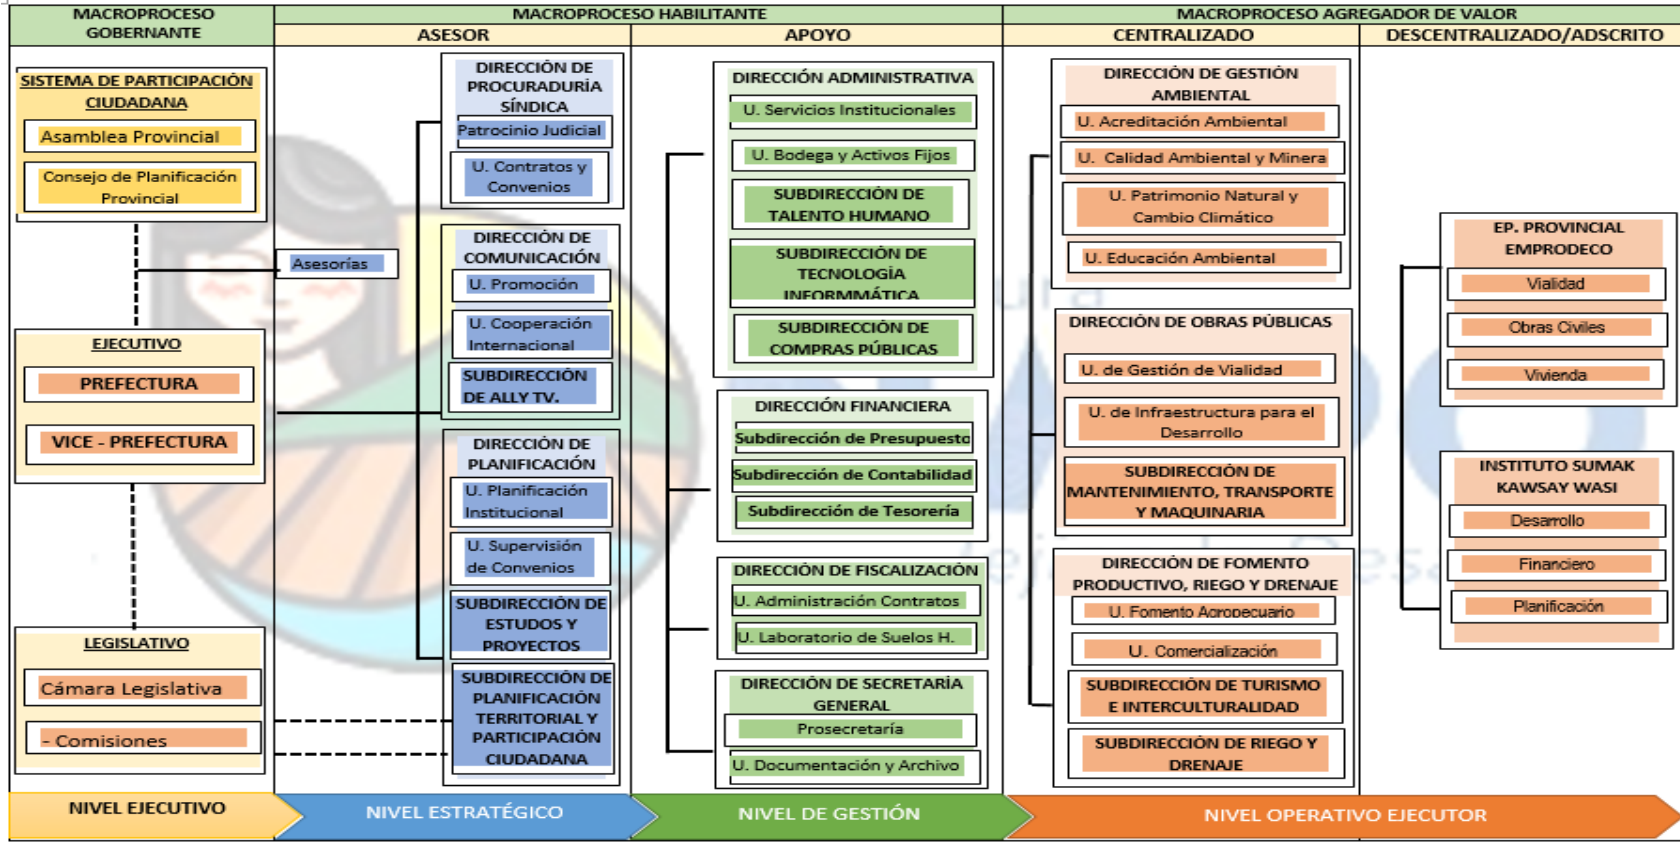 MACROPROCESO
GOBERNANTE
MACROPROCESO HABILITANTE
MACROPROCESO AGREGADOR DE VALOR
ASESOR
APOYO
CENTRALIZADO
DESCENTRALIZADO/ADSCRITO
SISTEMA DE PARTICIPACIÓN
CIUDADANA
Asamblea Provincial
Consejo de Planificación
Provincial
EJECUTIVO
PREFECTURA
VICE - PREFECTURA
LEGISLATIVO
Cámara Legislativa
- Comisiones
Asesorías
DIRECCIÓN DE
PROCURADURÍA
SÍNDICA
Patrocinio Judicial
U. Contratos y
Convenios
DIRECCIÓN DE
COMUNICACIÓN
U. Promoción
U. Cooperación
Internacional
SUBDIRECCIÓN
DE ALLY TV.
DIRECCIÓN DE
PLANIFICACIÓN
U. Planificación
Institucional
U. Supervisión
de Convenios
SUBDIRECCIÓN DE
ESTUDIOS Y
PROYECTOS
SUBDIRECCIÓN DE
PLANIFICACIÓN
TERRITORIAL Y
PARTICIPACIÓN
CIUDADANA
DIRECCIÓN ADMINISTRATIVA
U. Servicios Institucionales
U. Bodega y Activos Fijos
SUBDIRECCIÓN DE
TALENTO HUMANO
SUBDIRECCIÓN DE
TECNOLOGÍA
INFORMMÁTICA
SUBDIRECCIÓN DE
COMPRAS PÚBLICAS
DIRECCIÓN FINANCIERA
Subdirección de Presupuesto
Subdirección de Contabilidad
Subdirección de Tesorería
DIRECCIÓN DE FISCALIZACIÓN
U. Administración Contratos
U. Laboratorio de Suelos H.
DIRECCIÓN DE SECRETARÍA
GENERAL
Prosecretaría
U. Documentación y Archivo
DIRECCIÓN DE GESTIÓN
AMBIENTAL
U. Acreditación Ambiental
U. Calidad Ambiental y Minera
U. Patrimonio Natural y
Cambio Climático
U. Educación Ambiental
DIRECCIÓN DE OBRAS PÚBLICAS
U. de Gestión de Vialidad
U. de Infraestructura para el
Desarrollo
SUBDIRECCIÓN DE
MANTENIMIENTO, TRANSPORTE
Y MAQUINARIA
DIRECCIÓN DE FOMENTO
PRODUCTIVO, RIEGO Y DRENAJE
U. Fomento Agropecuario
U. Comercialización
SUBDIRECCIÓN DE TURISMO
E INTERCULTURALIDAD
SUBDIRECCIÓN DE RIEGO Y
DRENAJE
EP. PROVINCIAL
EMPRODECO
Vialidad
Obras Civiles
Vivienda
INSTITUTO SUMAK
KAWSAY WASI
Desarrollo
Financiero
Planificación
NIVEL EJECUTIVO
NIVEL ESTRATÉGICO
NIVEL DE GESTIÓN
NIVEL OPERATIVO EJECUTOR